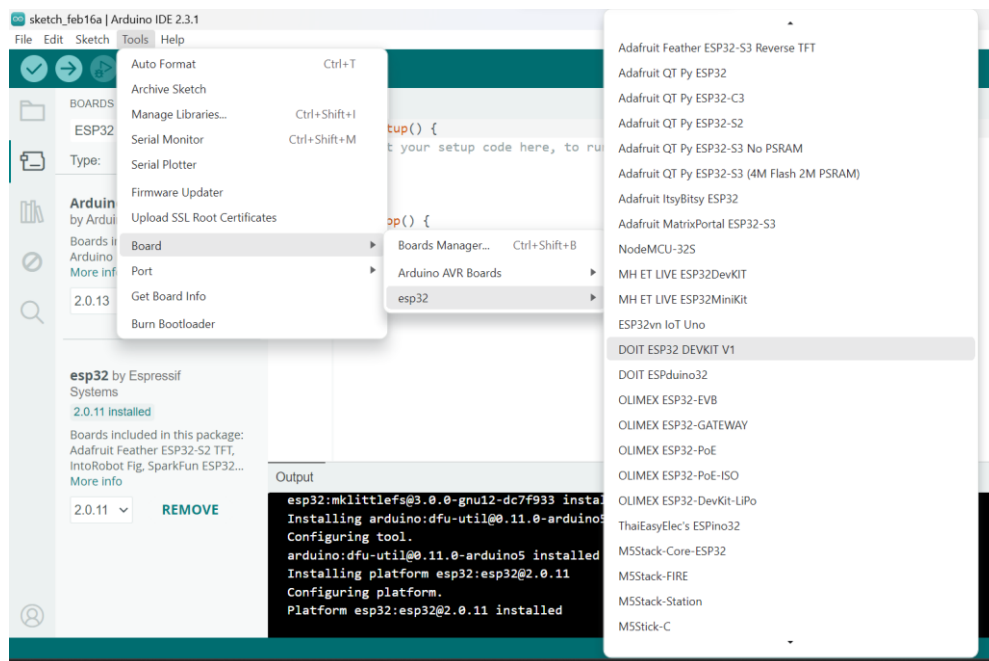 sketch_feb16a | Arduino IDE 2.3.1
File Edit Sketch Tools Help
Auto Format Ctrl+T
Archive Sketch
Manage Libraries... Ctrl+Shift+I
Serial Monitor Ctrl+Shift+M
Serial Plotter
Firmware Updater
Upload SSL Root Certificates
Board
Port
Get Board Info
Burn Bootloader
BOARDS
ESP32
Type:
Arduin
by Ardui
Boards i
Arduino
More inf
2.0.13
esp32 by Espressif
Systems
2.0.11 installed
Boards included in this package:
Adafruit Feather ESP32-S2 TFT,
IntoRobot Fig, SparkFun ESP32...
More info
2.0.11 REMOVE
tup() {
t your setup code here, to ru
op() {
Boards Manager... Ctrl+Shift+B
Arduino AVR Boards
esp32
Adafruit Feather ESP32-S3 Reverse TFT
Adafruit QT Py ESP32
Adafruit QT Py ESP32-C3
Adafruit QT Py ESP32-S2
Adafruit QT Py ESP32-S3 No PSRAM
Adafruit QT Py ESP32-S3 (4M Flash 2M PSRAM)
Adafruit ItsyBitsy ESP32
Adafruit MatrixPortal ESP32-S3
NodeMCU-32S
MH ET LIVE ESP32DevKIT
MH ET LIVE ESP32MiniKit
ESP32vn IoT Uno
DOIT ESP32 DEVKIT V1
DOIT ESPduino32
OLIMEX ESP32-EVB
OLIMEX ESP32-GATEWAY
OLIMEX ESP32-PoE
OLIMEX ESP32-PoE-ISO
OLIMEX ESP32-DevKit-LiPo
ThaiEasyElec's ESPino32
M5Stack-Core-ESP32
M5Stack-FIRE
M5Stack-Station
M5Stick-C
Output
esp32:mklittlefs@3.0.0-gnu12-dc7f933 instal
Installing arduino:dfu-util@0.11.0-arduino5
Configuring tool.
arduino:dfu-util@0.11.0-arduino5 installed
Installing platform esp32:esp32@2.0.11
Configuring platform.
Platform esp32:esp32@2.0.11 installed